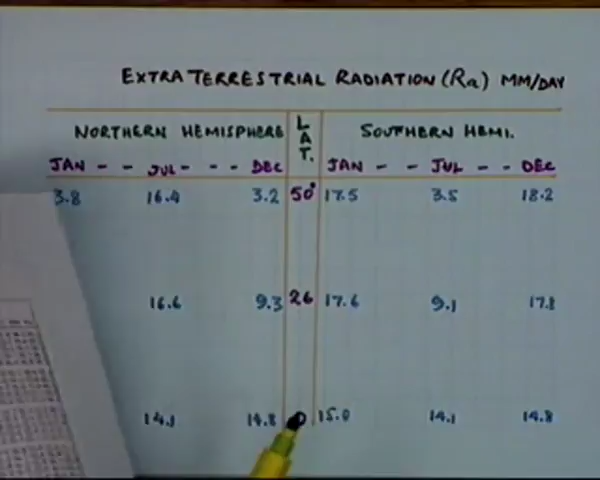 EXTRA TERRESTRIAL RADIATION (Ra) MM/DAY
NORTHERN HEMISPHERE LAT. SOUTHERN HEMI.
JAN - - JUL - - - DEC JAN - - JUL - - DEC
3.8 16.4 3.2 50° 17.5 3.5 18.2
16.6 9.3 26 17.6 9.1 17.8
14.1 14.8 0 15.0 14.1 14.8